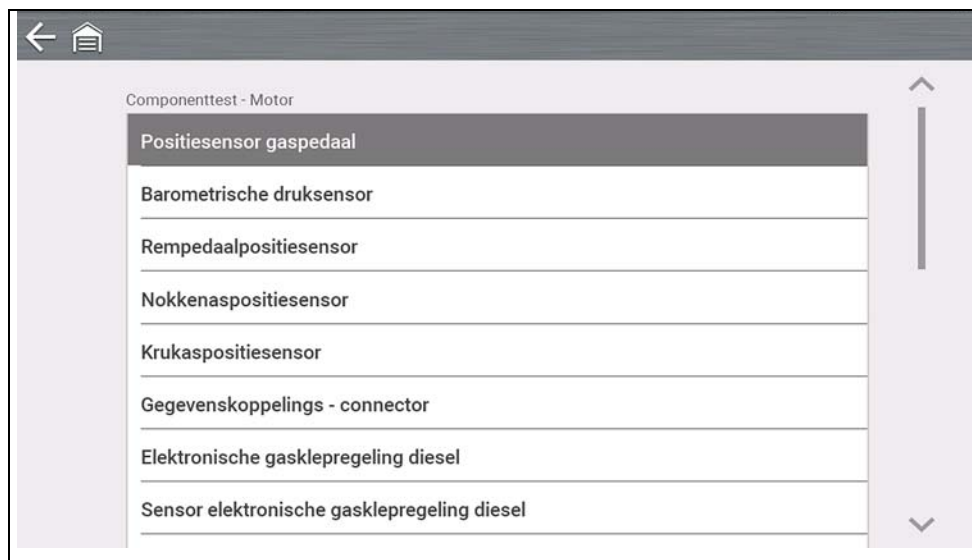 Componenttest - Motor
Positiesensor gaspedaal
Barometrische druksensor
Rempedaalpositiesensor
Nokkenaspositiesensor
Krukaspositiesensor
Gegevenskoppelings - connector
Elektronische gasklepregeling diesel
Sensor elektronische gasklepregeling diesel